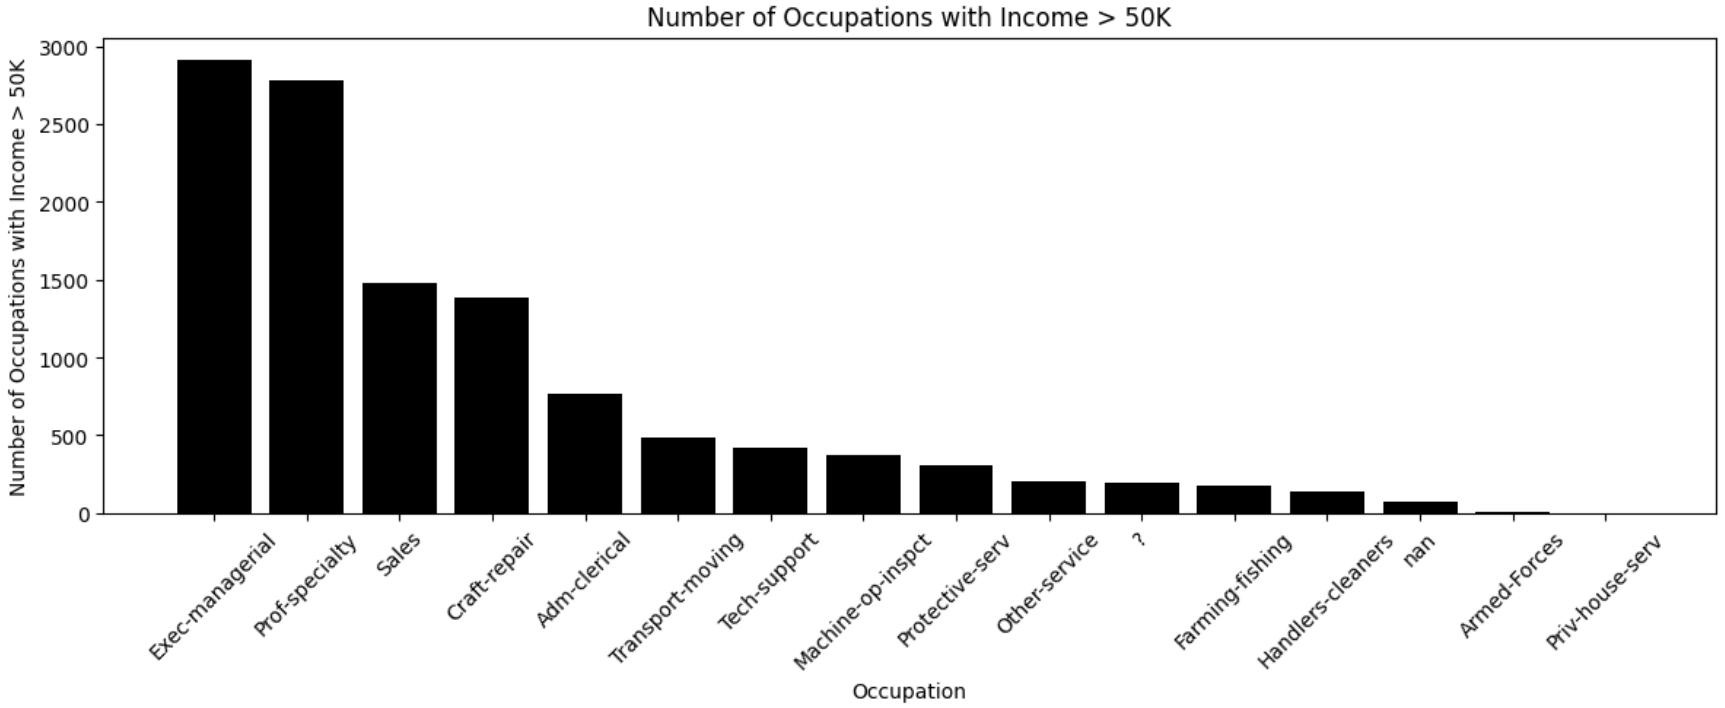 Number of Occupations with Income > 50K
Number of Occupations with Income > 50K
3000
2500
2000
1500
1000
500
0
Exec-managerial
Prof-specialty
Sales
Craft-repair
Adm-clerical
Transport-moving
Tech-support
Machine-op-inspct
Protective-serv
Other-service
?
Farming-fishing
Handlers-cleaners
nan
Armed-Forces
Priv-house-serv
Occupation